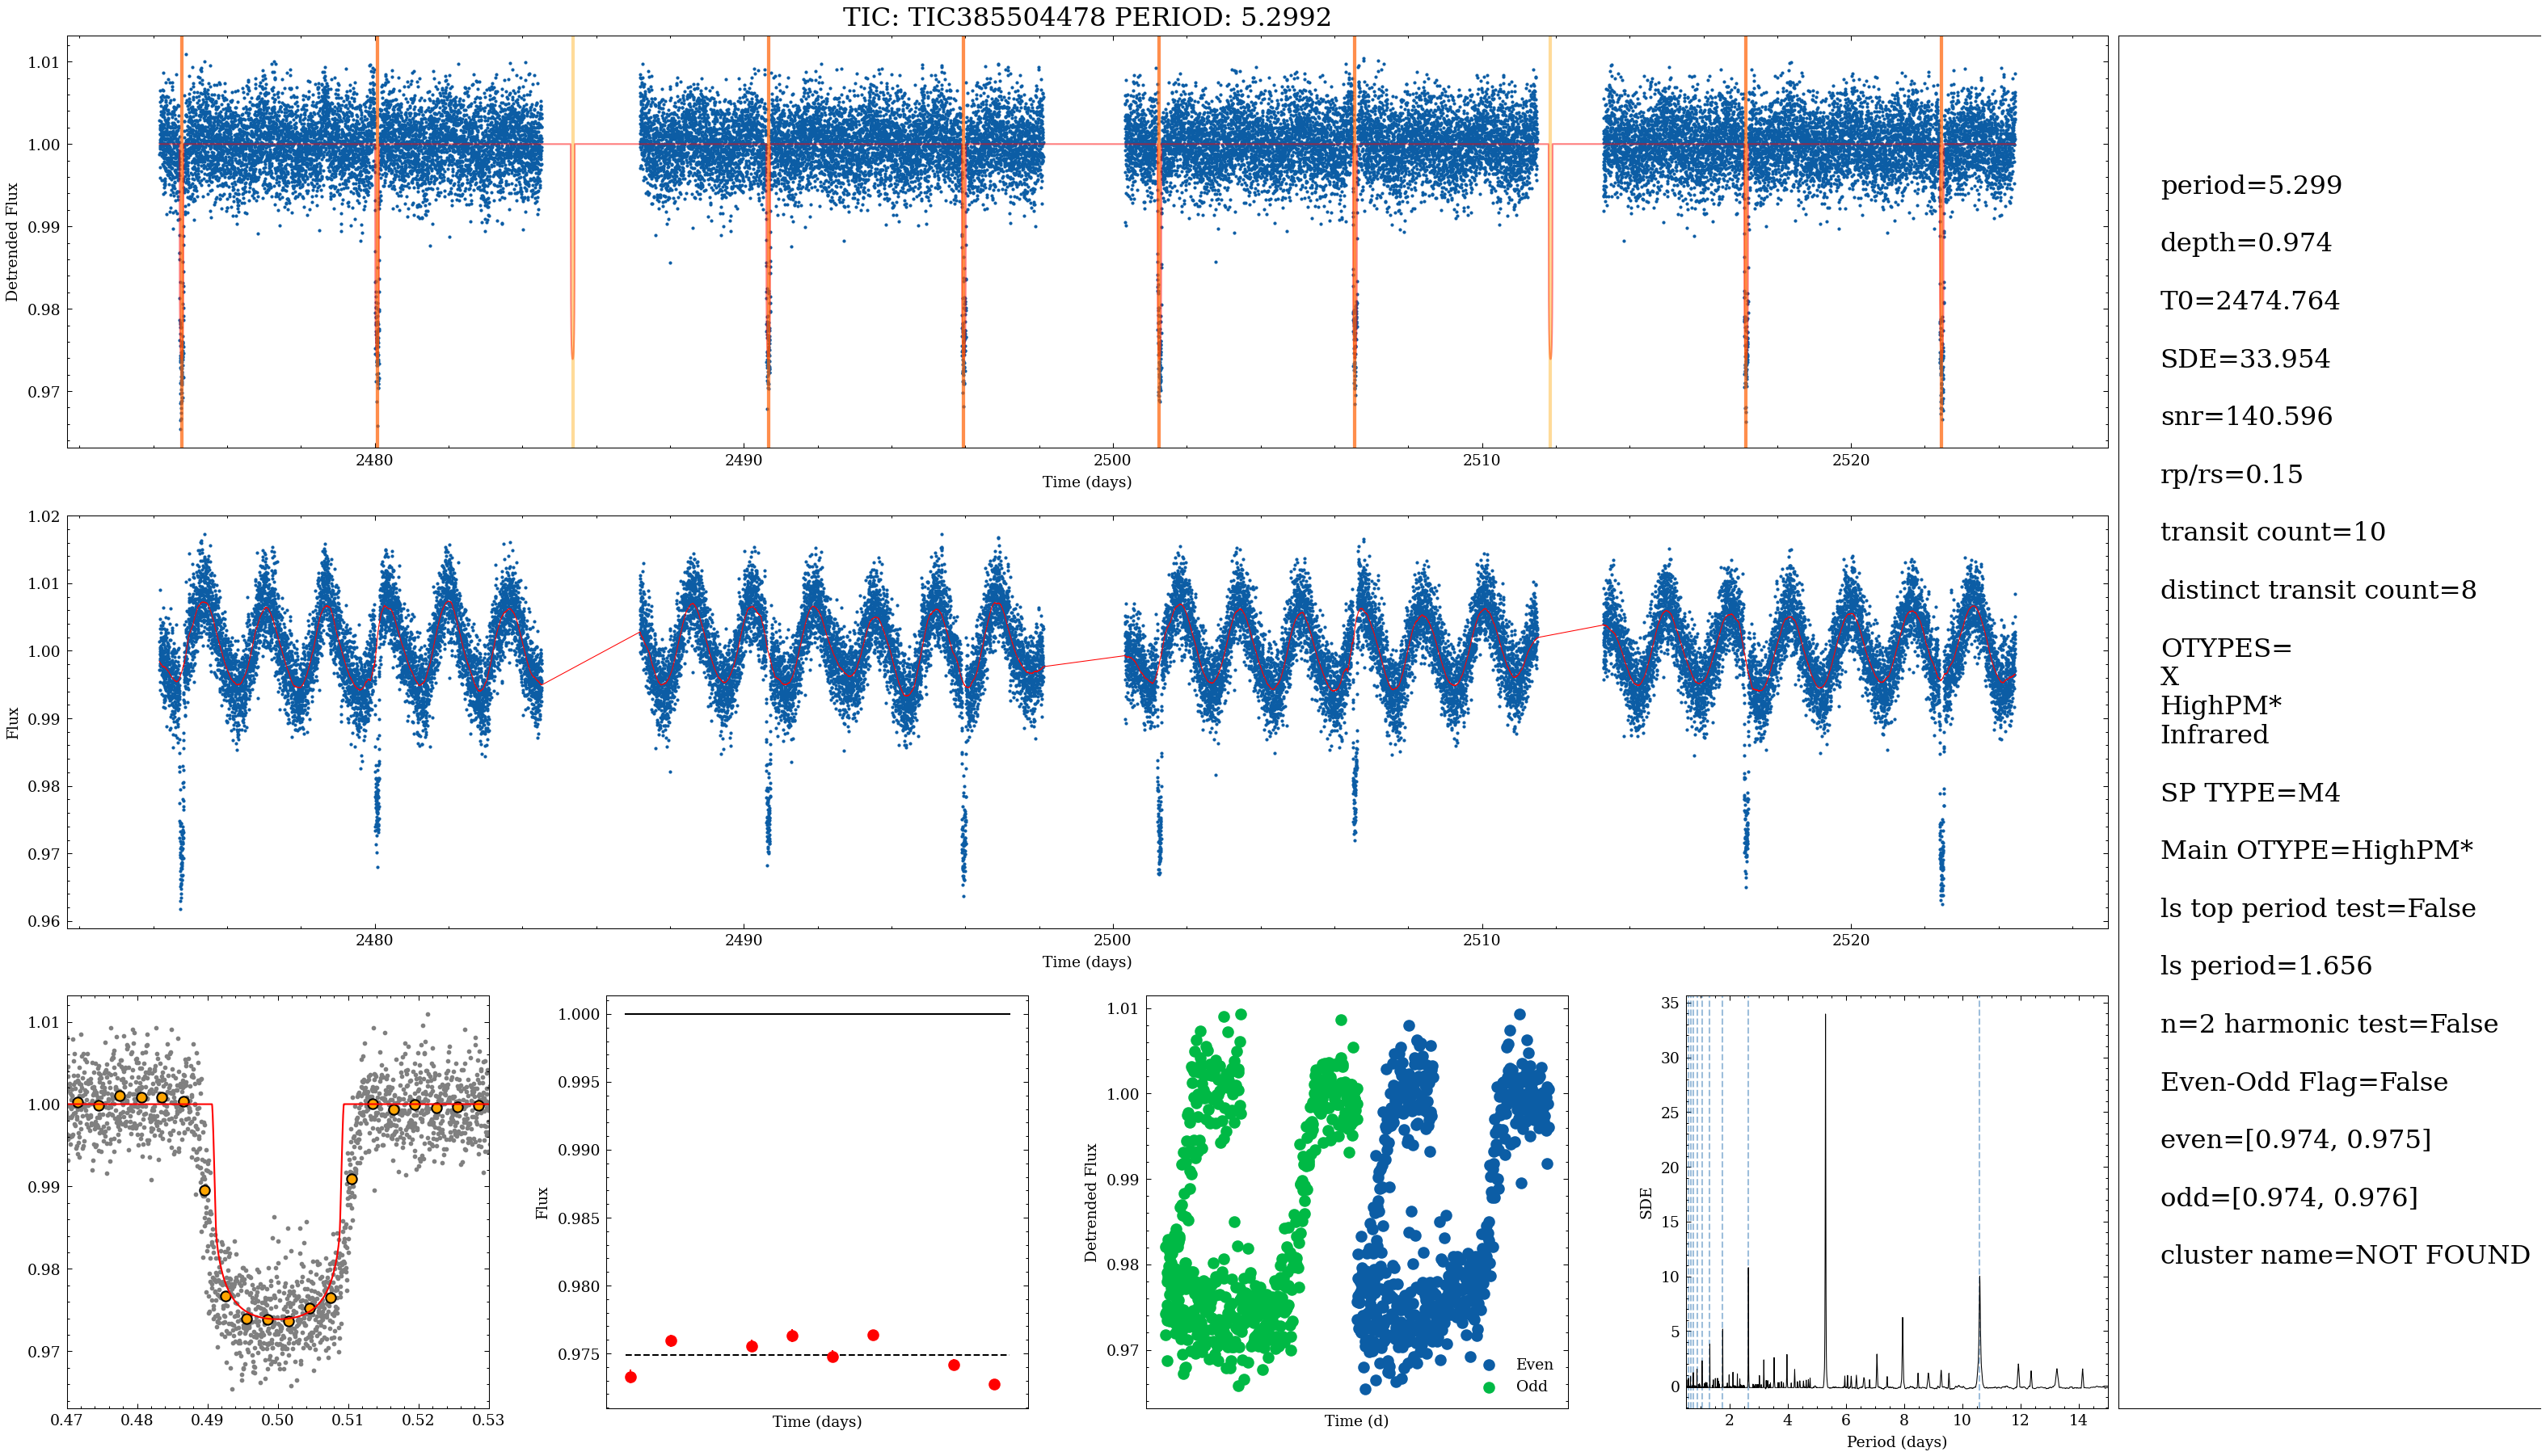 TIC: TIC385504478 PERIOD: 5.2992
1.01
1.00
0.99
0.98
0.97
Detrended Flux
2480
2490
2500
2510
2520
Time (days)
1.02
1.01
1.00
0.99
0.98
0.97
0.96
Flux
2480
2490
2500
2510
2520
Time (days)
1.01
1.00
0.99
0.98
0.97
0.47
0.48
0.49
0.50
0.51
0.52
0.53
1.000
0.995
0.990
0.985
0.980
0.975
Flux
Time (days)
1.01
1.00
0.99
0.98
0.97
Detrended Flux
Even
Odd
Time (d)
35
30
25
20
15
10
5
0
SDE
2
4
6
8
10
12
14
Period (days)
period=5.299
depth=0.974
T0=2474.764
SDE=33.954
snr=140.596
rp/rs=0.15
transit count=10
distinct transit count=8
OTYPES=
X
HighPM*
Infrared
SP TYPE=M4
Main OTYPE=HighPM*
ls top period test=False
ls period=1.656
n=2 harmonic test=False
Even-Odd Flag=False
even=[0.974, 0.975]
odd=[0.974, 0.976]
cluster name=NOT FOUND